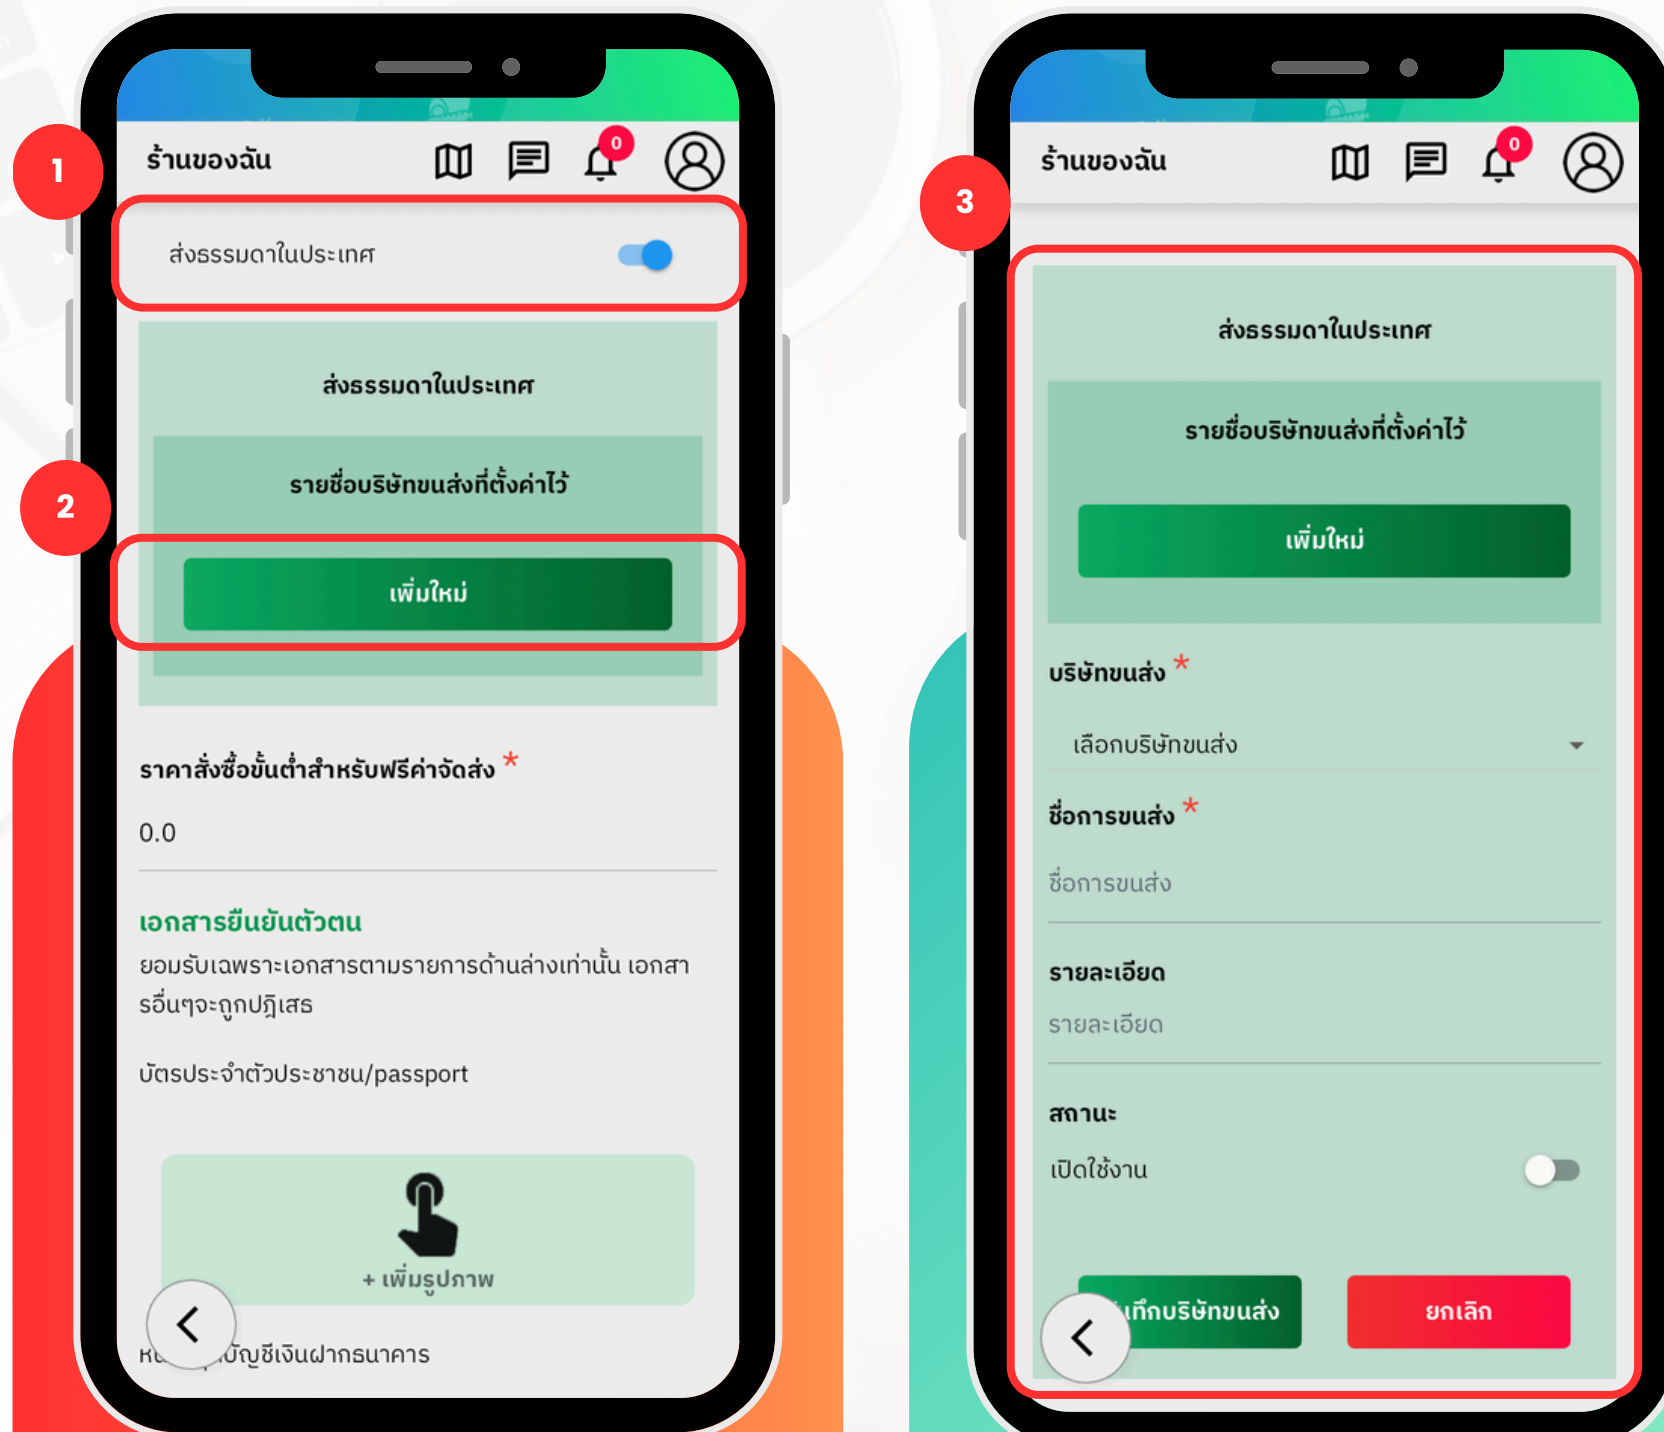 1
ร้านของฉัน
0
ส่งธรรมดาในประเทศ
ส่งธรรมดาในประเทศ
รายชื่อบริษัทขนส่งที่ตั้งค่าไว้
2
เพิ่มใหม่
ราคาสั่งซื้อขั้นต่ำสำหรับฟรีค่าจัดส่ง *
0.0
เอกสารยืนยันตัวตน
ยอมรับเฉพราะเอกสารตามรายการด้านล่างเท่านั้น เอกสา
รอื่นๆจะถูกปฎิเสธ
บัตรประจำตัวประชาชน/passport
+ เพิ่มรูปภาพ
บัญชีเงินฝากธนาคาร
3
ร้านของฉัน
0
ส่งธรรมดาในประเทศ
รายชื่อบริษัทขนส่งที่ตั้งค่าไว้
เพิ่มใหม่
บริษัทขนส่ง *
เลือกบริษัทขนส่ง
ชื่อการขนส่ง *
ชื่อการขนส่ง
รายละเอียด
รายละเอียด
สถานะ
เปิดใช้งาน
ทึกบริษัทขนส่ง
ยกเลิก